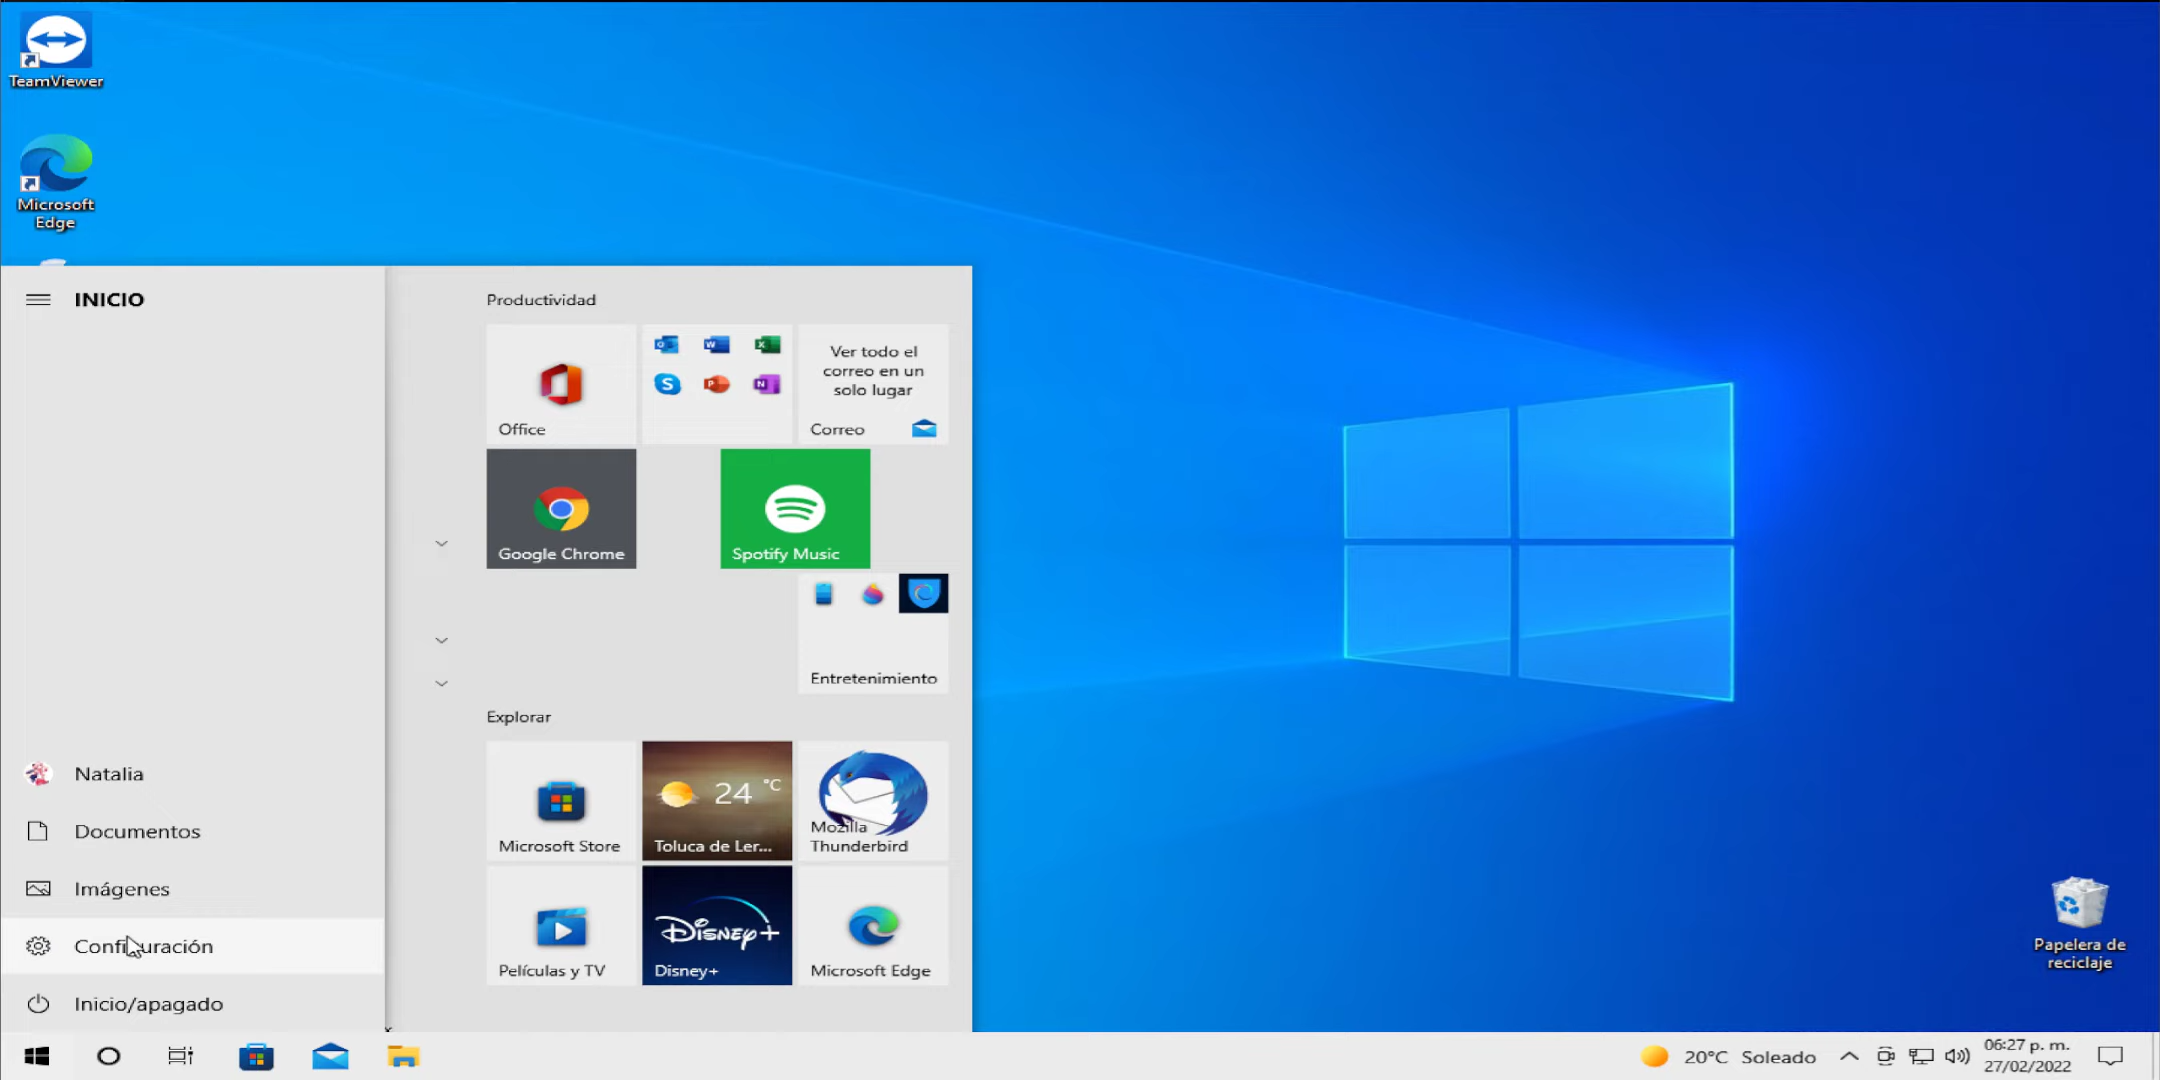 TeamViewer
Microsoft
Edge
INICIO
Natalia
Documentos
Imágenes
Configuración
Inicio/apagado
Productividad
Office
Ver todo el
correo en un
solo lugar
Correo
Google Chrome
Spotify Music
Entretenimiento
Explorar
Microsoft Store
24 °C
Toluca de Ler...
Mozilla
Thunderbird
Películas y TV
Disney+
Disney+
Microsoft Edge
Papelera de
reciclaje
20°C Soleado
06:27 p. m.
27/02/2022